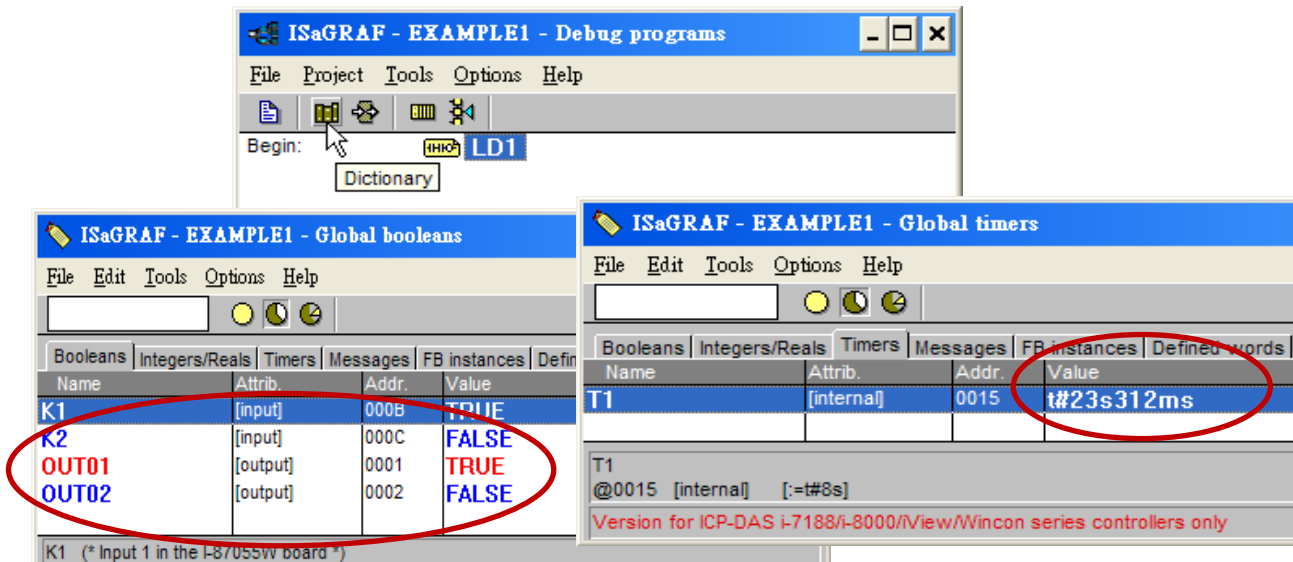 ISaGRAF - EXAMPLE1 - Debug programs
File Project Tools Options Help
Begin: LD1
Dictionary
ISaGRAF - EXAMPLE1 - Global booleans
File Edit Tools Options Help
Booleans Integers/Reals Timers Messages FB instances Defin
Name Attrib. Addr. Value
K1 [input] 000B TRUE
K2 [input] 000C FALSE
OUT01 [output] 0001 TRUE
OUT02 [output] 0002 FALSE
K1 (* Input 1 in the I-87055W board *)
ISaGRAF - EXAMPLE1 - Global timers
File Edit Tools Options Help
Booleans Integers/Reals Timers Messages FB instances Defined words
Name Attrib. Addr. Value
T1 [internal] 0015 t#23s312ms
T1
@0015 [internal] [:=t#8s]
Version for ICP-DAS i-7188/i-8000/iView/Wincon series controllers only